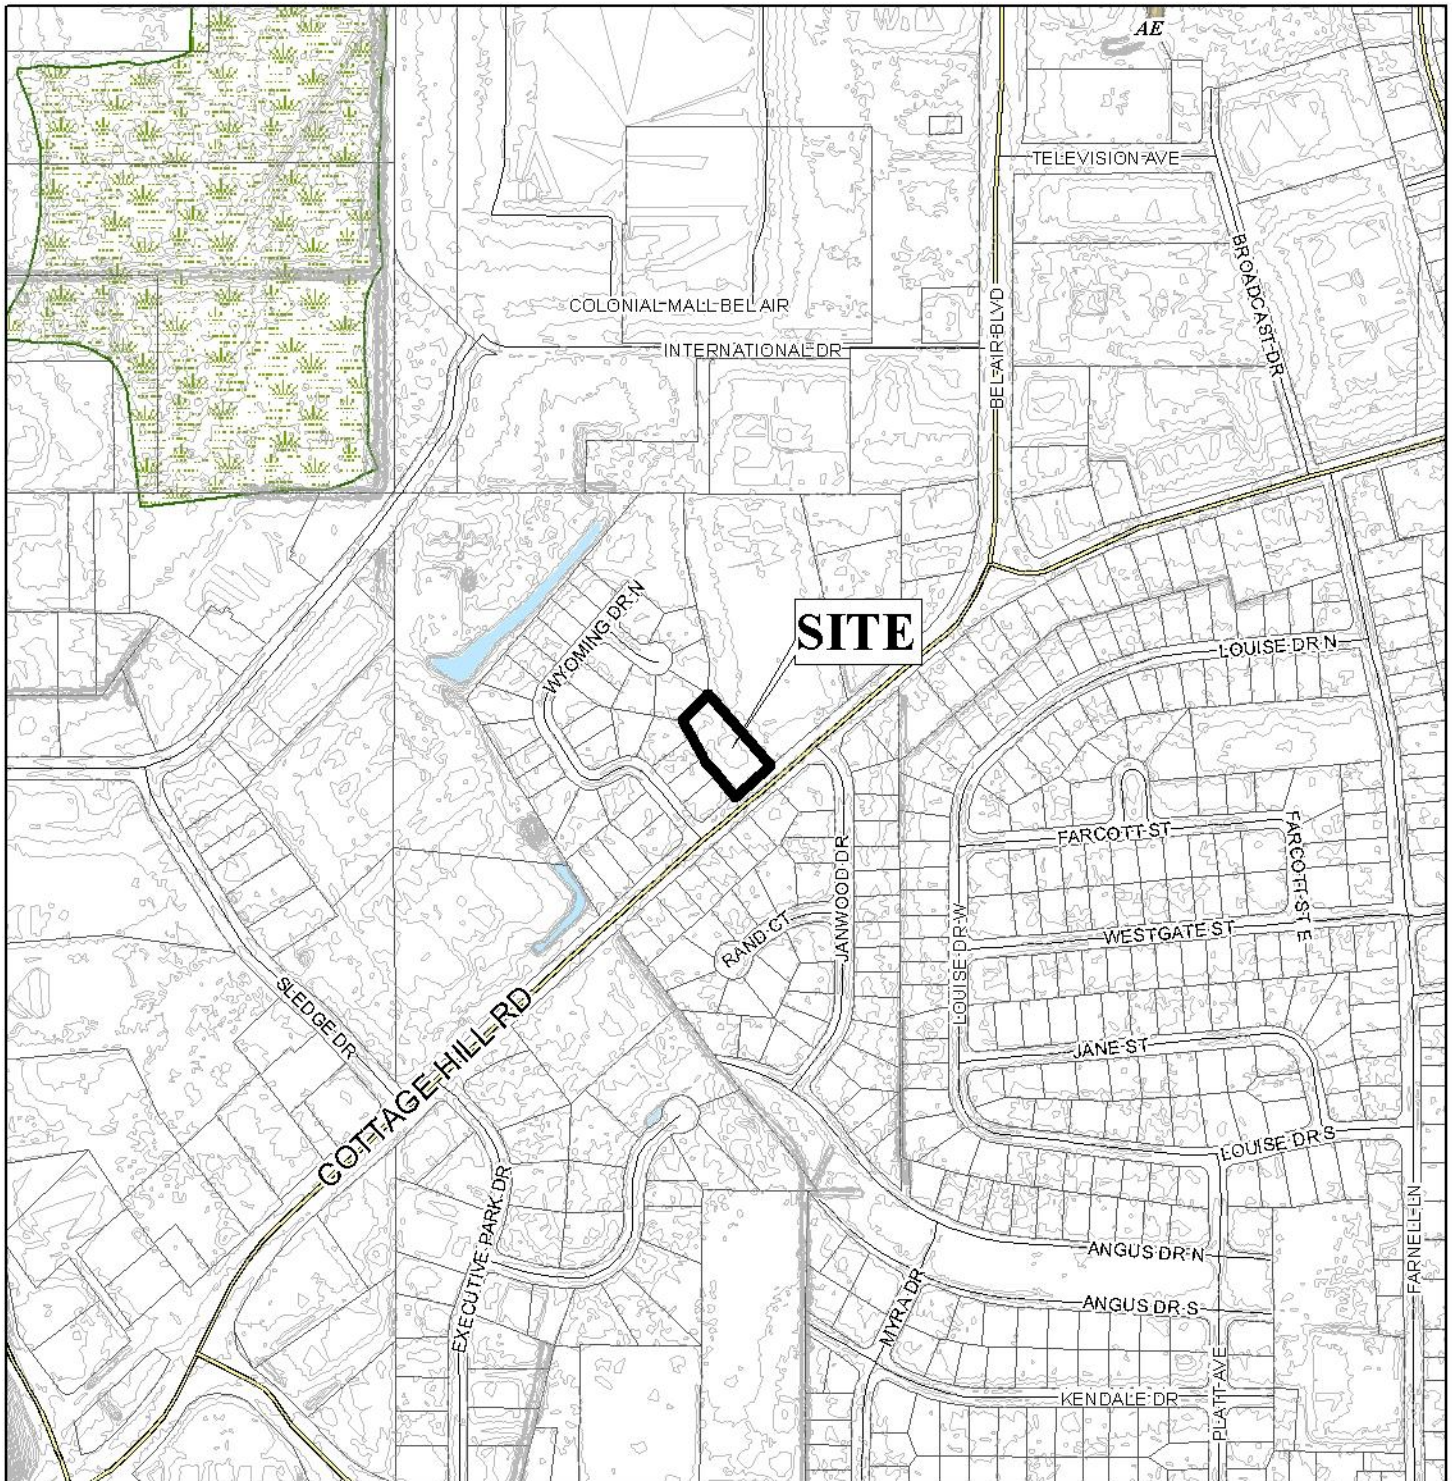 AE
TELEVISION AVE
BROADCAST DR
COLONIAL MALL BEL AIR
INTERNATIONAL DR
BEL AIR BLVD
WYOMING DR N
SITE
LOUISE DR N
FARCOTT ST
FARCOTT ST E
JANWOOD DR
RAND CT
LOUISE DR W
WESTGATE ST
SLEDGE DR
COTTAGE HILL RD
JANE ST
LOUISE DR S
EXECUTIVE PARK DR
ANGUS DR N
FARNELL LN
MYRA DR
ANGUS DR S
PLATT AVE
KENDALE DR